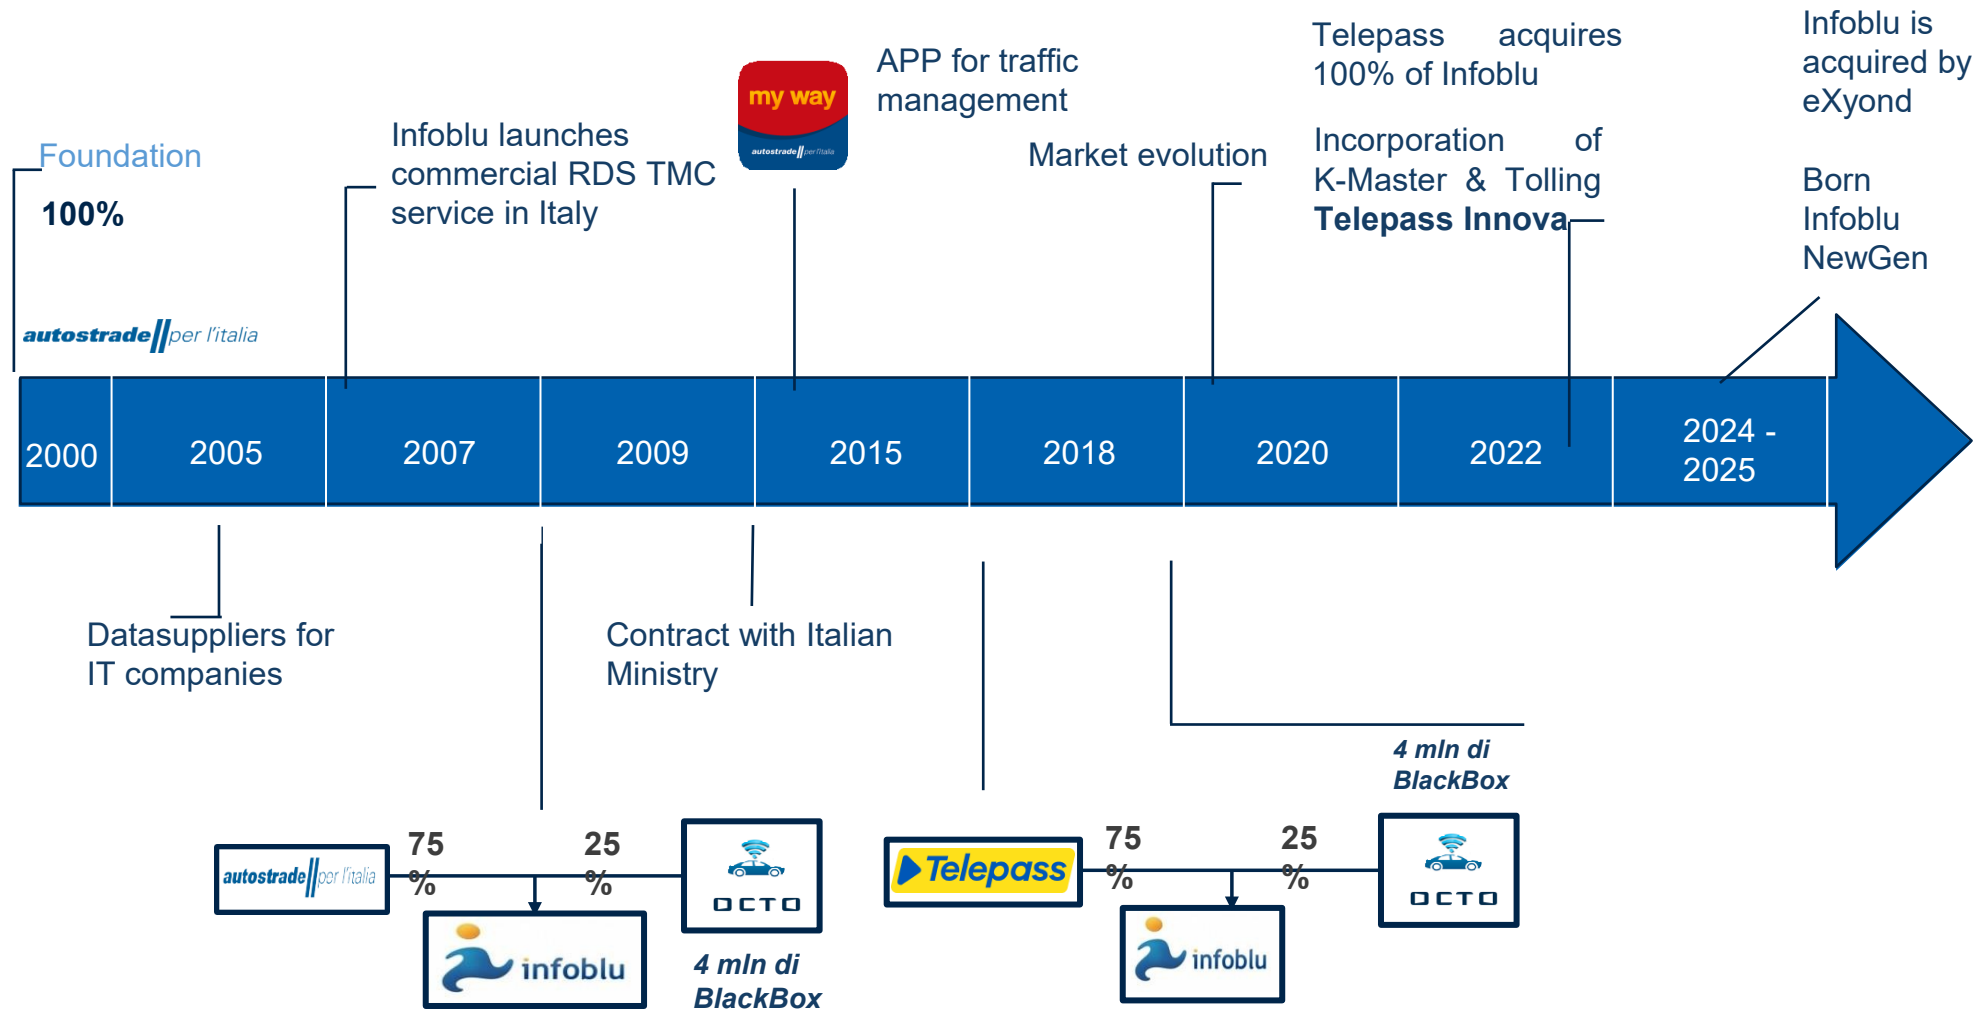 Foundation
100%
autostrade per l'italia
Infoblu launches
commercial RDS TMC
service in Italy
my way
autostrade per l'italia
APP for traffic
management
Market evolution
Telepass acquires
100% of Infoblu
Incorporation of
K-Master & Tolling
Telepass Innova
Infoblu is
acquired by
eXyond
Born
Infoblu
NewGen
2000
2005
2007
2009
2015
2018
2020
2022
2024 -
2025
Datasuppliers for
IT companies
Contract with Italian
Ministry
autostrade per l'italia
75
%
25
%
OCTO
infoblu
4 mln di
BlackBox
Telepass
75
%
25
%
4 mln di
BlackBox
OCTO
infoblu